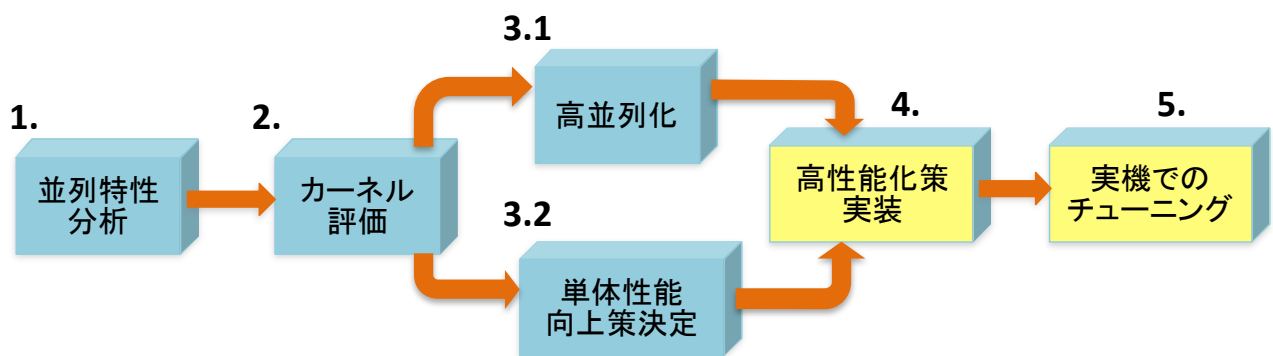 1.
並列特性
分析
2.
カーネル
評価
3.1
高並列化
3.2
単体性能
向上策決定
4.
高性能化策
実装
5.
実機での
チューニング